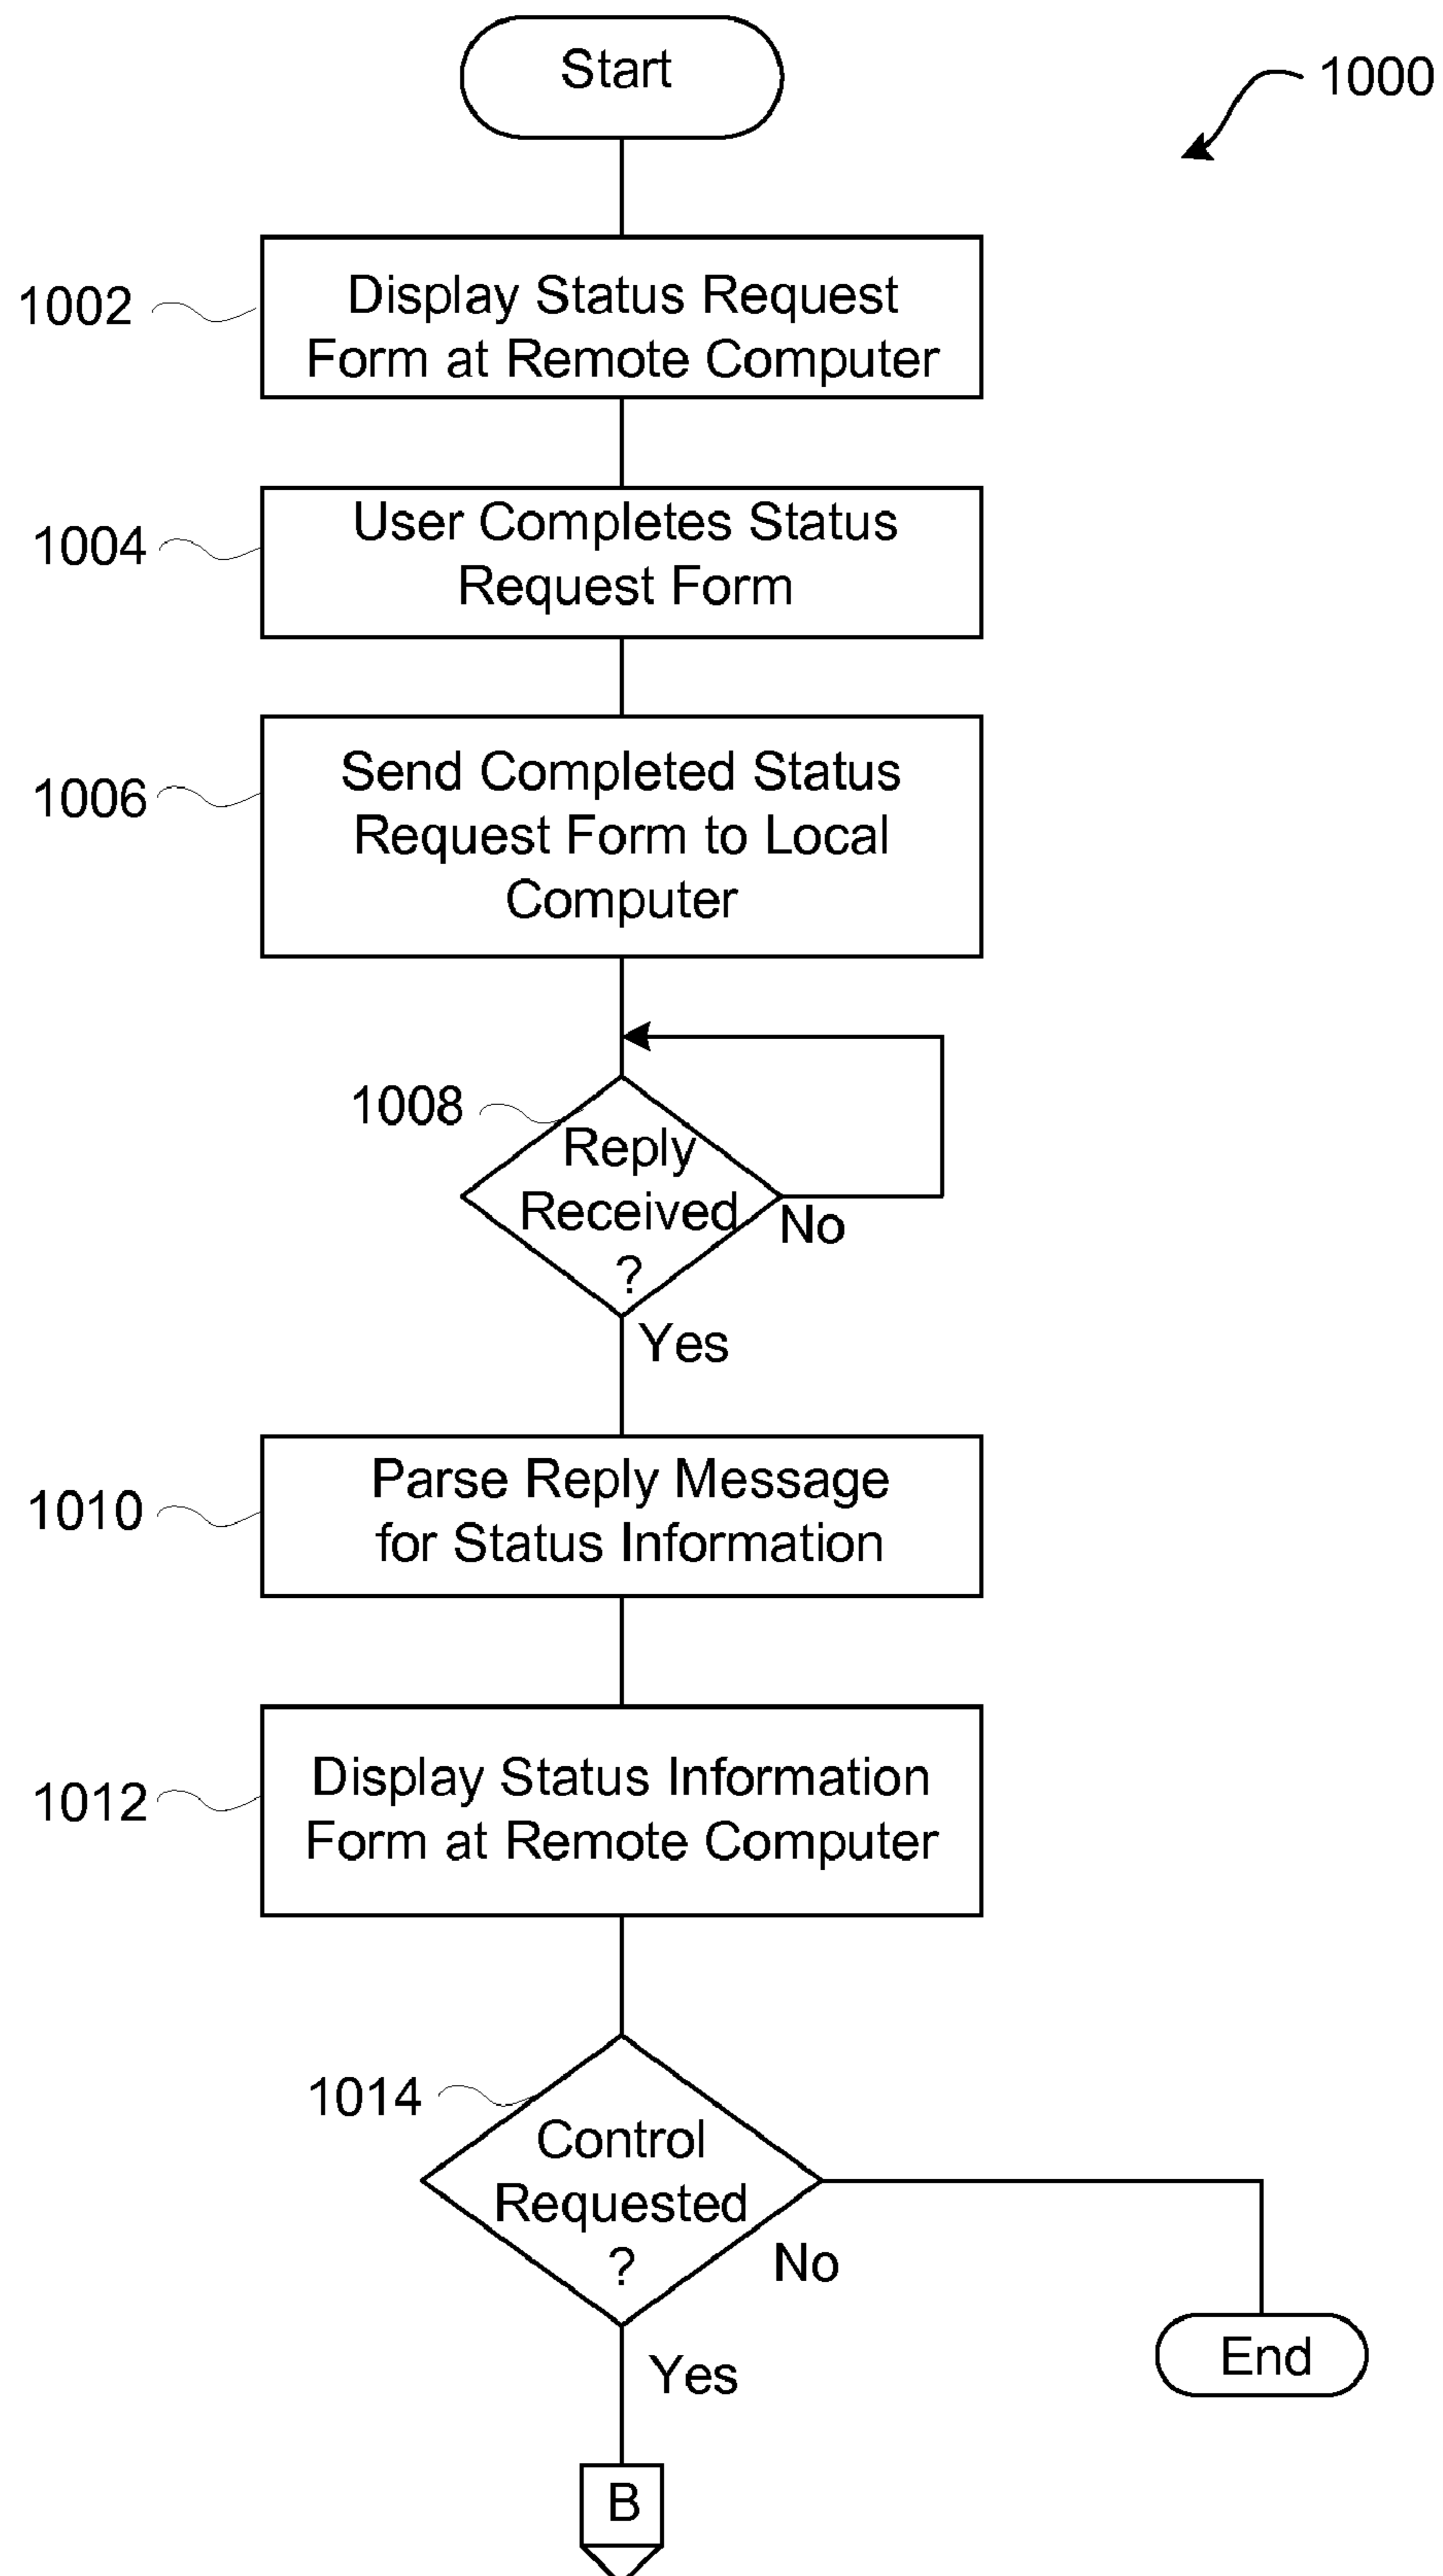 Start
1000
1002
Display Status Request
Form at Remote Computer
1004
User Completes Status
Request Form
1006
Send Completed Status
Request Form to Local
Computer
1008
Reply
Received
?
No
Yes
1010
Parse Reply Message
for Status Information
1012
Display Status Information
Form at Remote Computer
1014
Control
Requested
?
No
Yes
End
B